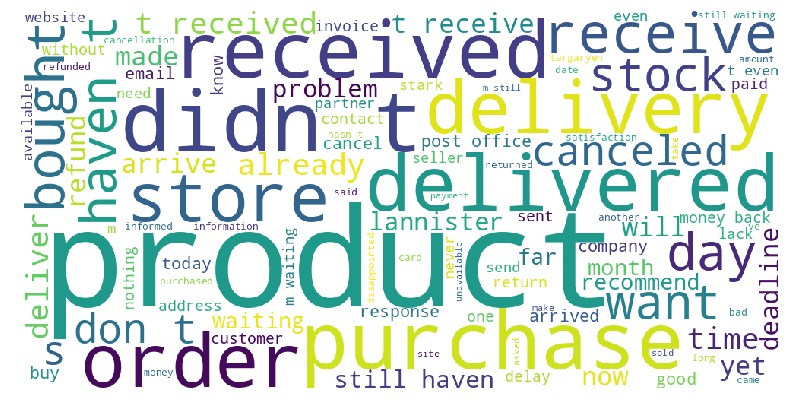 website
t received
invoice
t receive
even
still waiting
cancellation
without
made
received
receive
refunded
email
know
problem
stark
stock
targaryen
amount
date
t even
available
bought
haven t
need
didn t
m still
partner
delivery
paid
contact
hasn t
cancel
post office
satisfaction
take
canceled
refund
arrive
already
seller
returned
store
said
delivered
payment
m
informed
information
lannister
sent
another
will
money back
lack
ve
deliver
nothing
product
today
purchased
address
m waiting
disappointed
card
never
unavailable
far
send
return
company
month
recommend
day
deadline
s
don t
waiting
customer
response
one
arrived
make
want
bad
buy
money
order
site
purchase
asked
sold
time
long
yet
still haven
delay
now
good
came